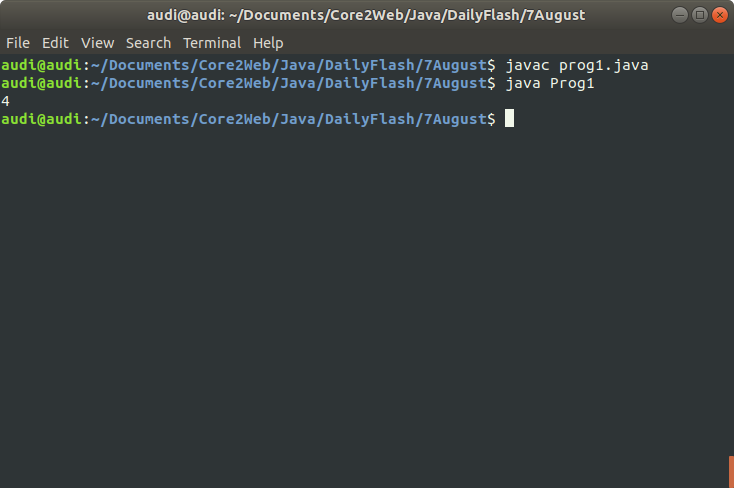 audi@audi: ~/Documents/Core2Web/Java/DailyFlash/7August
File Edit View Search Terminal Help
audi@audi:~/Documents/Core2Web/Java/DailyFlash/7August$ javac prog1.java
audi@audi:~/Documents/Core2Web/Java/DailyFlash/7August$ java Prog1
4
audi@audi:~/Documents/Core2Web/Java/DailyFlash/7August$